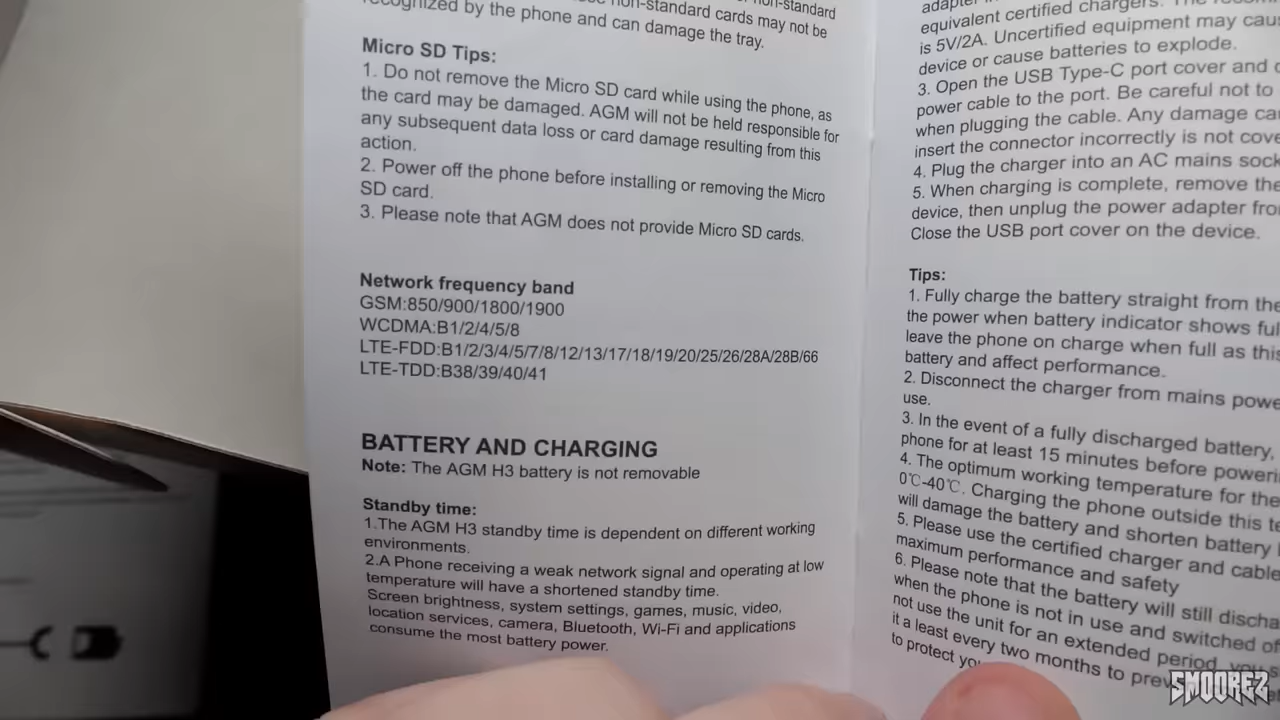 non-standard
non-standard cards may not be
recognized by the phone and can damage the tray.
Micro SD Tips:
1. Do not remove the Micro SD card while using the phone, as
the card may be damaged. AGM will not be held responsible for
any subsequent data loss or card damage resulting from this
action.
2. Power off the phone before installing or removing the Micro
SD card.
3. Please note that AGM does not provide Micro SD cards.
Network frequency band
GSM:850/900/1800/1900
WCDMA:B1/2/4/5/8
LTE-FDD:B1/2/3/4/5/7/8/12/13/17/18/19/20/25/26/28A/28B/66
LTE-TDD:B38/39/40/41
BATTERY AND CHARGING
Note: The AGM H3 battery is not removable
Standby time:
1.The AGM H3 standby time is dependent on different working
environments.
2.A Phone receiving a weak network signal and operating at low
temperature will have a shortened standby time.
Screen brightness, system settings, games, music, video,
location services, camera, Bluetooth, Wi-Fi and applications
consume the most battery power.
adapter
equivalent certified chargers. The
is 5V/2A. Uncertified equipment may
device or cause batteries to explode.
3. Open the USB Type-C port cover and
power cable to the port. Be careful not to
when plugging the cable. Any damage
insert the connector incorrectly is not
4. Plug the charger into an AC mains
5. When charging is complete, remove the
device, then unplug the power adapter
Close the USB port cover on the device.
Tips:
1. Fully charge the battery straight from the
the power when battery indicator shows
leave the phone on charge when full as
battery and affect performance.
2. Disconnect the charger from mains
use.
3. In the event of a fully discharged battery,
phone for at least 15 minutes before
4. The optimum working temperature for the
0℃-40℃. Charging the phone outside this
will damage the battery and shorten battery
5. Please use the certified charger and cable
maximum performance and safety
6. Please note that the battery will still
when the phone is not in use and switched
not use the unit for an extended period, you
it a least every two months to
to protect
SMOOREZ